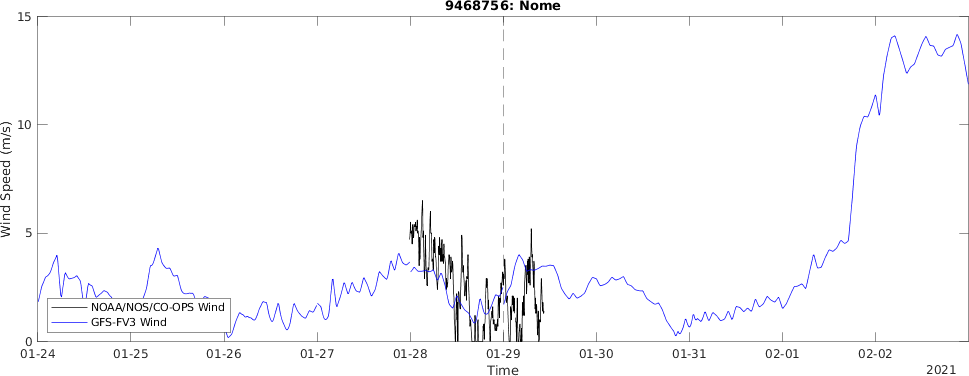 9468756: Nome
15
10
5
0
Wind Speed (m/s)
NOAA/NOS/CO-OPS Wind
GFS-FV3 Wind
01-24 01-25 01-26 01-27 01-28 01-29 01-30 01-31 02-01 02-02
Time
2021